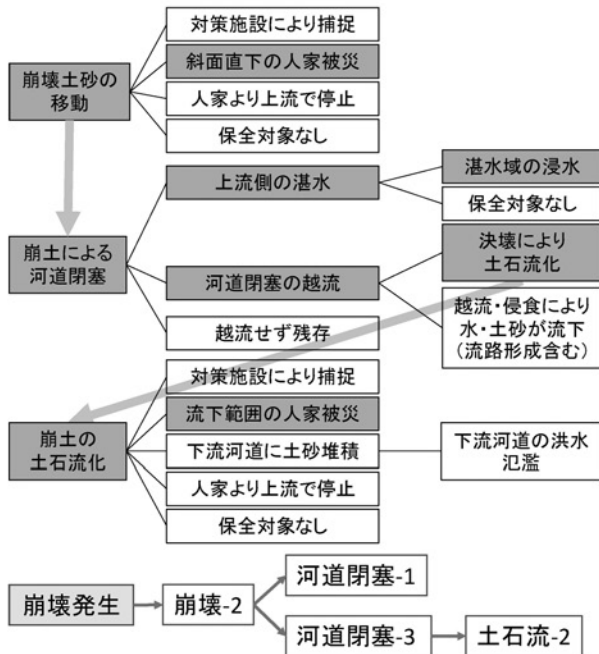 対策施設により捕捉
斜面直下の人家被災
崩壊土砂の
移動
人家より上流で停止
保全対象なし
上流側の湛水
湛水域の浸水
保全対象なし
崩土による
河道閉塞
河道閉塞の越流
決壊により
土石流化
越流・侵食により
水・土砂が流下
(流路形成含む)
越流せず残存
対策施設により捕捉
流下範囲の人家被災
崩土の
土石流化
下流河道に土砂堆積
下流河道の洪水
氾濫
人家より上流で停止
保全対象なし
崩壊発生
崩壊-2
河道閉塞-1
河道閉塞-3
土石流-2